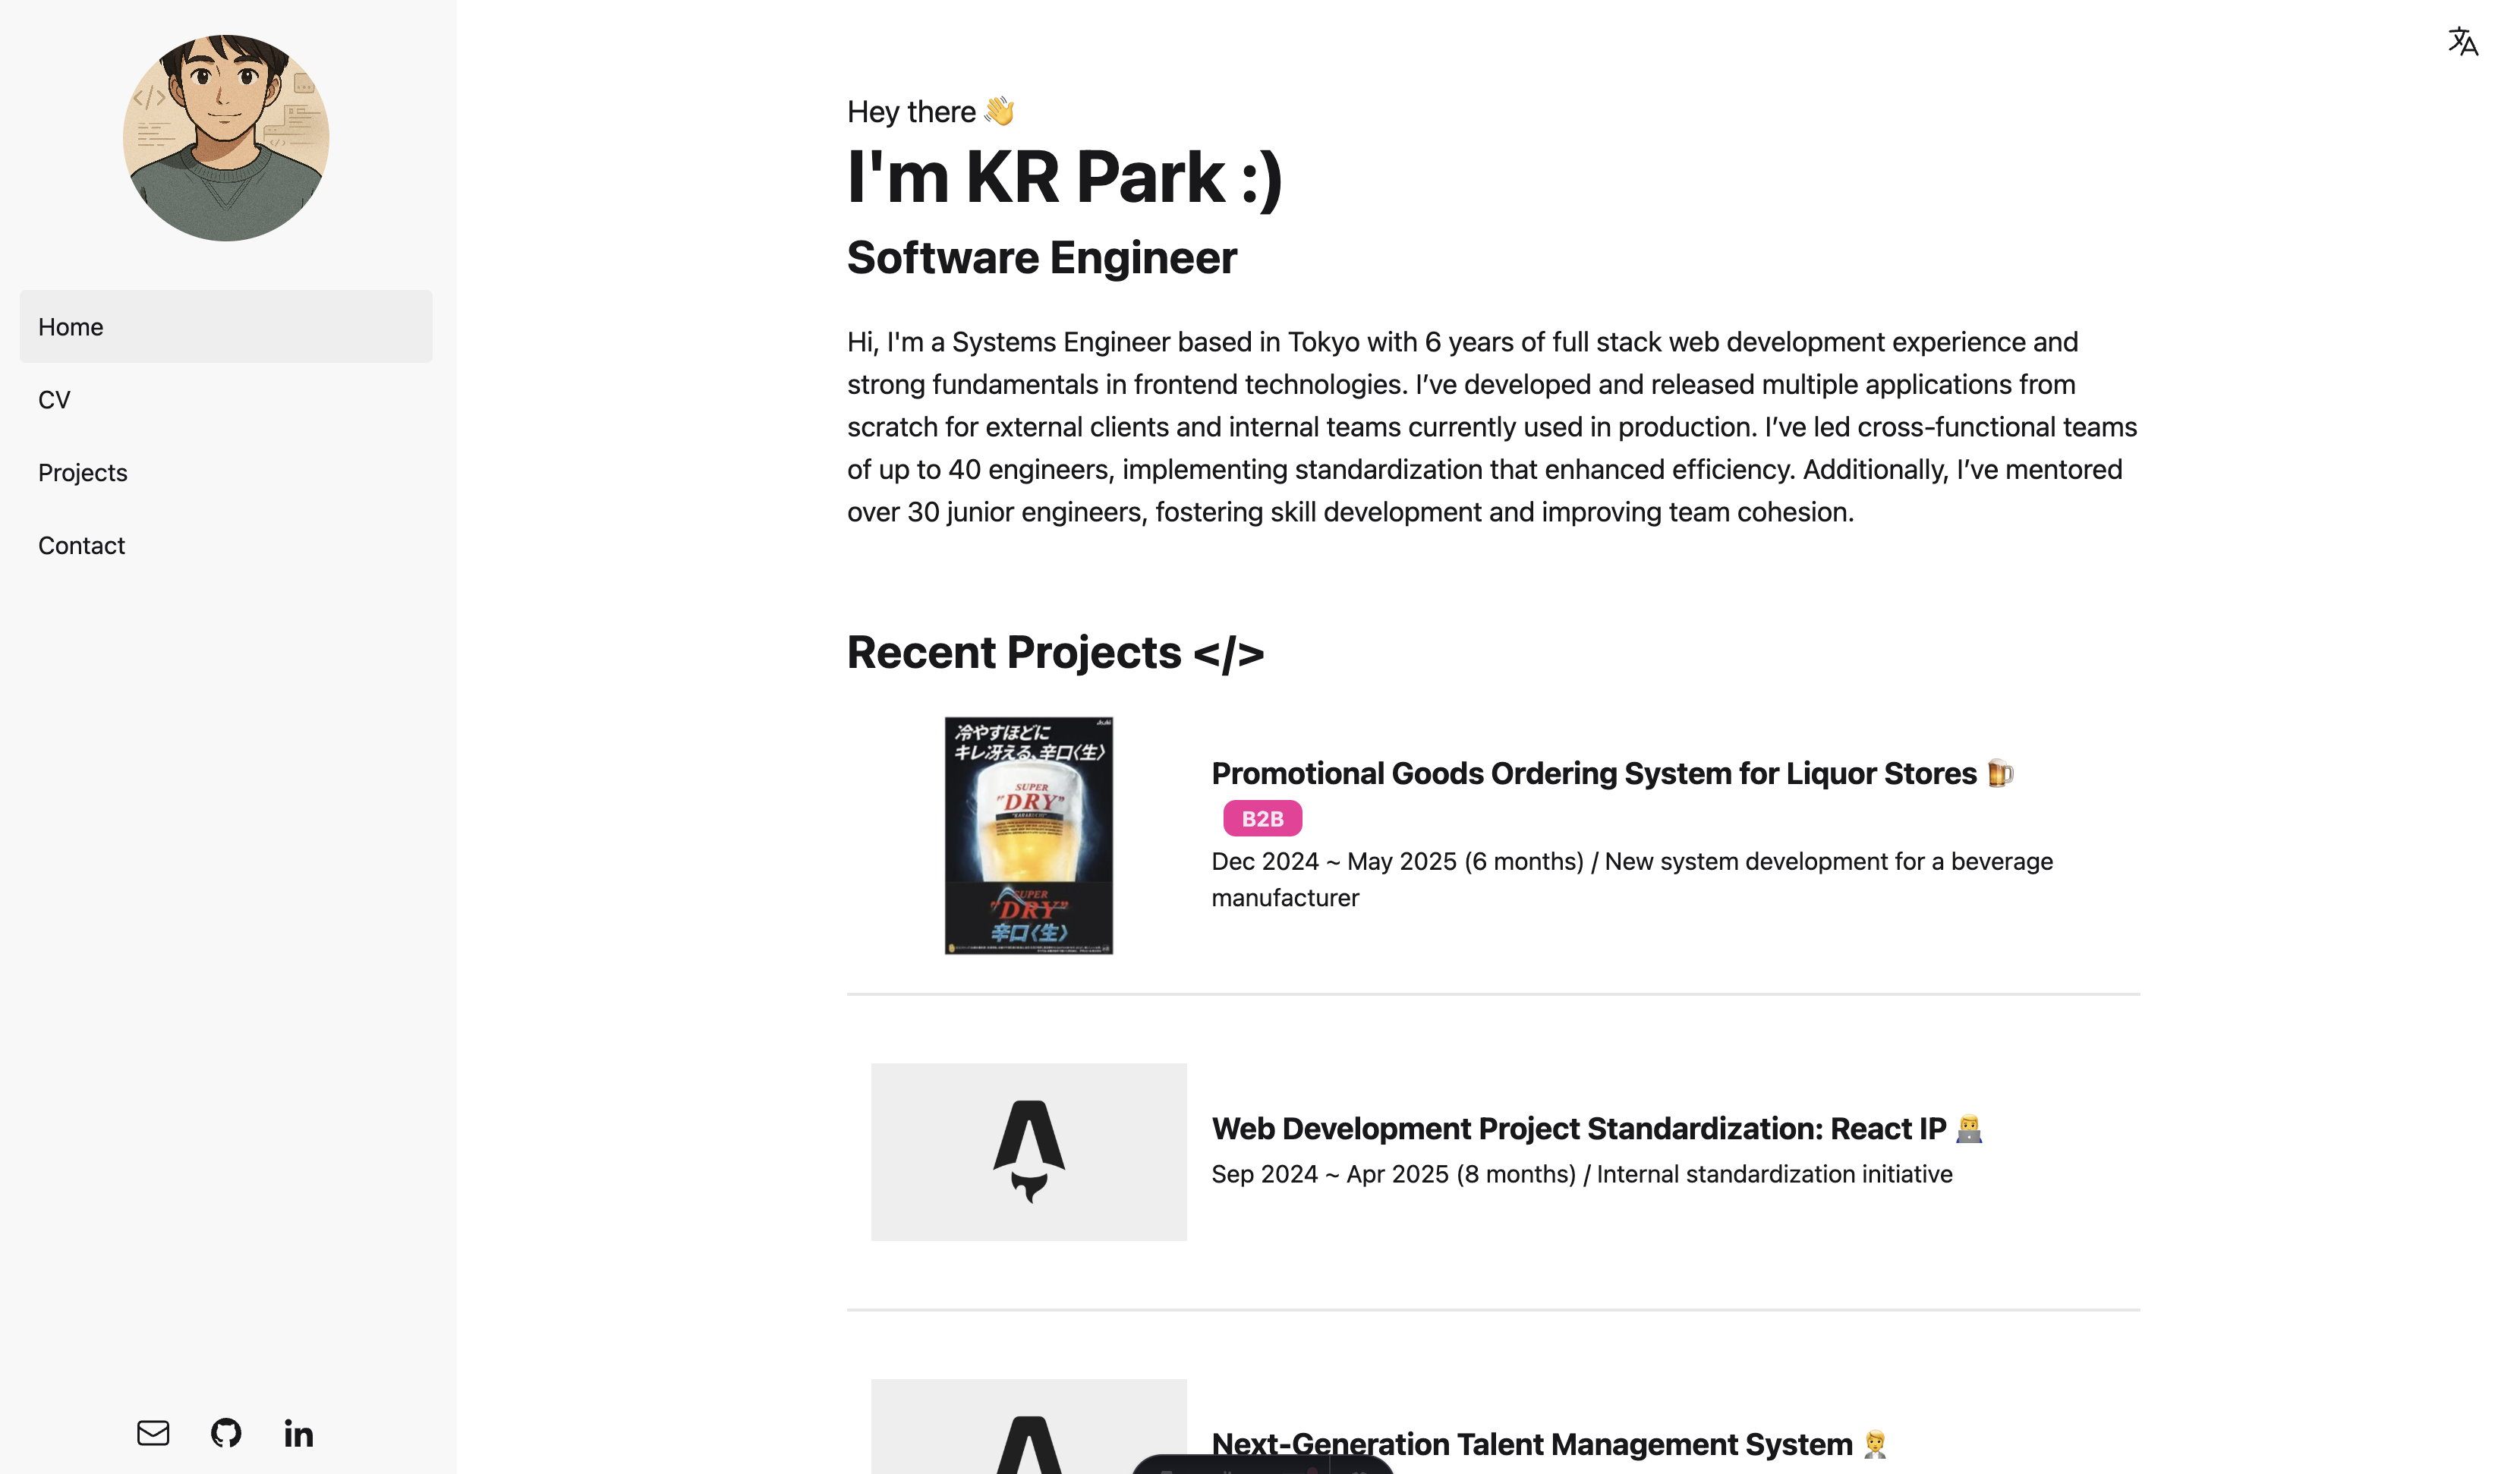 Home
CV
Projects
Contact
Hey there 👋
I'm KR Park :)
Software Engineer
Hi, I'm a Systems Engineer based in Tokyo with 6 years of full stack web development experience and
strong fundamentals in frontend technologies. I’ve developed and released multiple applications from
scratch for external clients and internal teams currently used in production. I’ve led cross-functional teams
of up to 40 engineers, implementing standardization that enhanced efficiency. Additionally, I’ve mentored
over 30 junior engineers, fostering skill development and improving team cohesion.
Recent Projects </>
Asahi
冷やすほどに
キレ冴える、辛口〈生〉
SUPER
"DRY"
SUPER
"DRY"
辛口〈生〉
Promotional Goods Ordering System for Liquor Stores 🍺
B2B
Dec 2024 ~ May 2025 (6 months) / New system development for a beverage
manufacturer
Web Development Project Standardization: React IP 👨‍💻
Sep 2024 ~ Apr 2025 (8 months) / Internal standardization initiative
Next-Generation Talent Management System 🧑‍💼